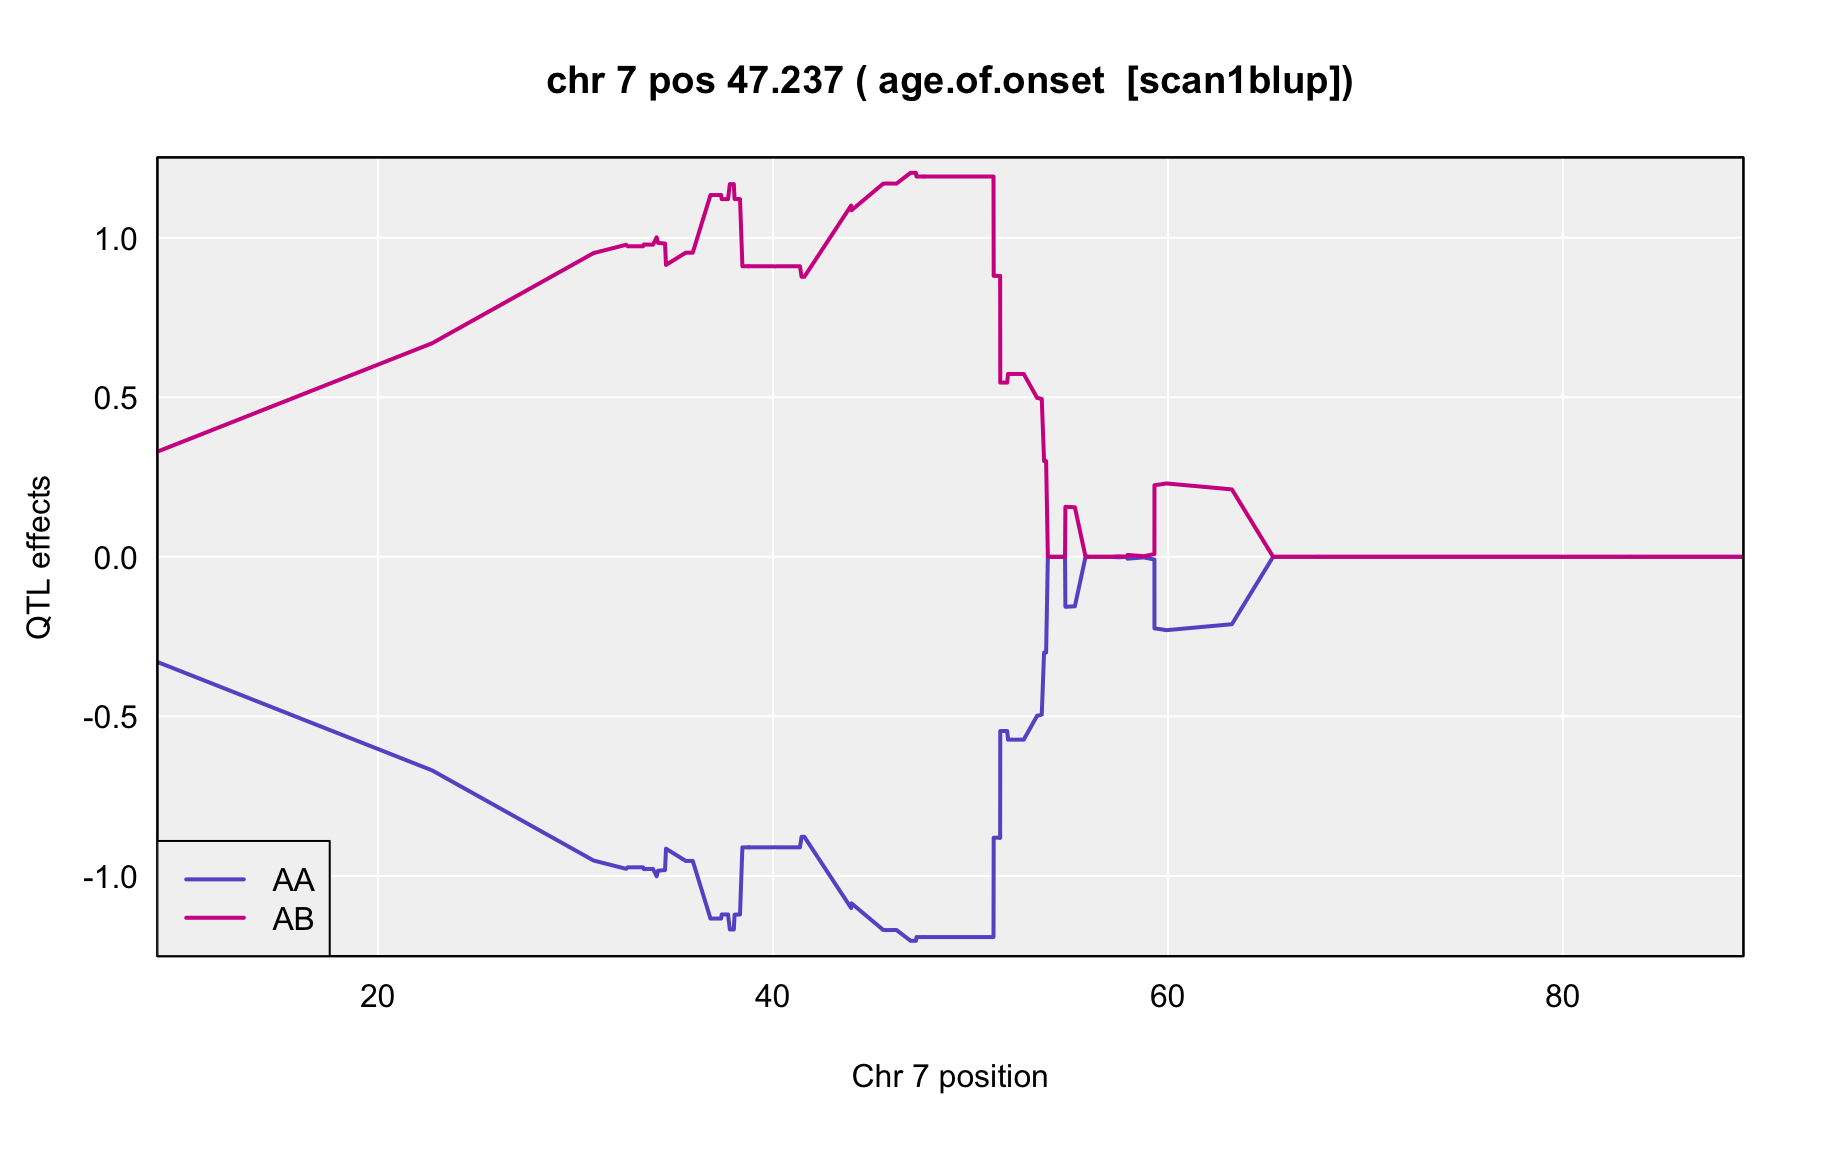 chr 7 pos 47.237 ( age.of.onset  [scan1blup])
QTL effects
1.0
0.5
0.0
-0.5
-1.0
AA
AB
20 40 60 80
Chr 7 position